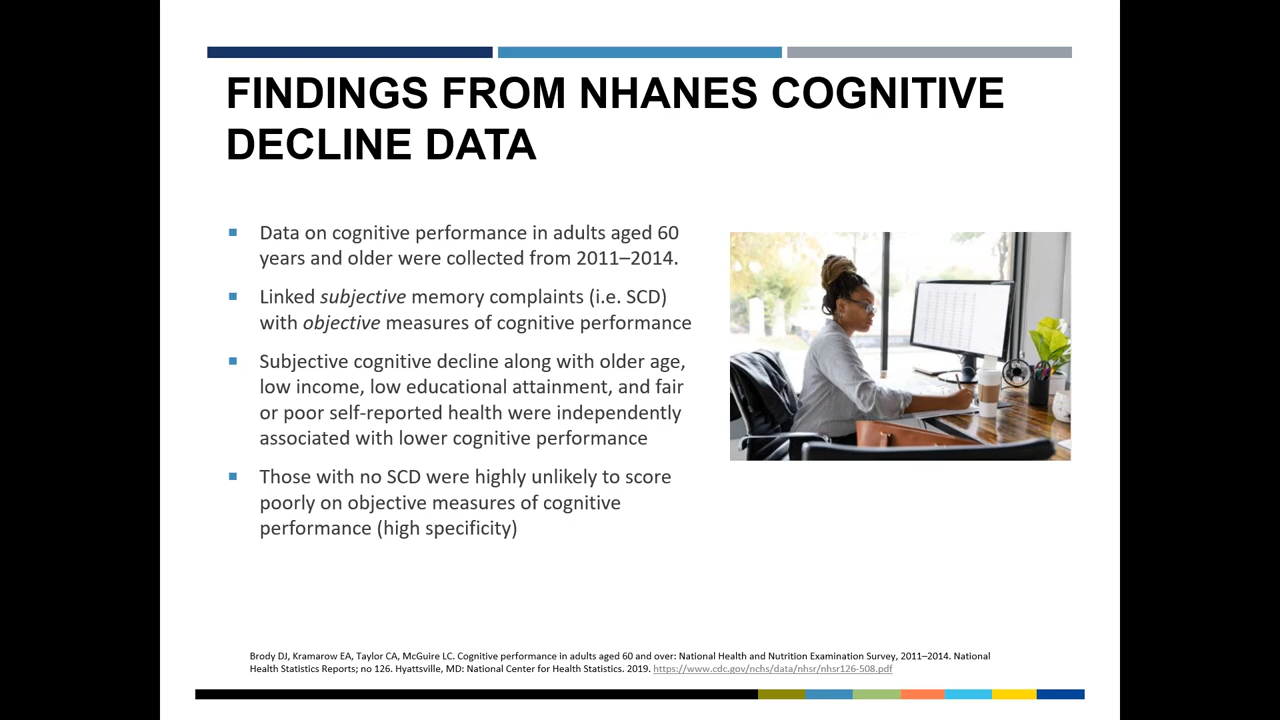 FINDINGS FROM NHANES COGNITIVE
DECLINE DATA
Data on cognitive performance in adults aged 60
years and older were collected from 2011–2014.
Linked subjective memory complaints (i.e. SCD)
with objective measures of cognitive performance
Subjective cognitive decline along with older age,
low income, low educational attainment, and fair
or poor self-reported health were independently
associated with lower cognitive performance
Those with no SCD were highly unlikely to score
poorly on objective measures of cognitive
performance (high specificity)
Brody DJ, Kramarow EA, Taylor CA, McGuire LC. Cognitive performance in adults aged 60 and over: National Health and Nutrition Examination Survey, 2011–2014. National
Health Statistics Reports; no 126. Hyattsville, MD: National Center for Health Statistics. 2019. https://www.cdc.gov/nchs/data/nhsr/nhsr126-508.pdf